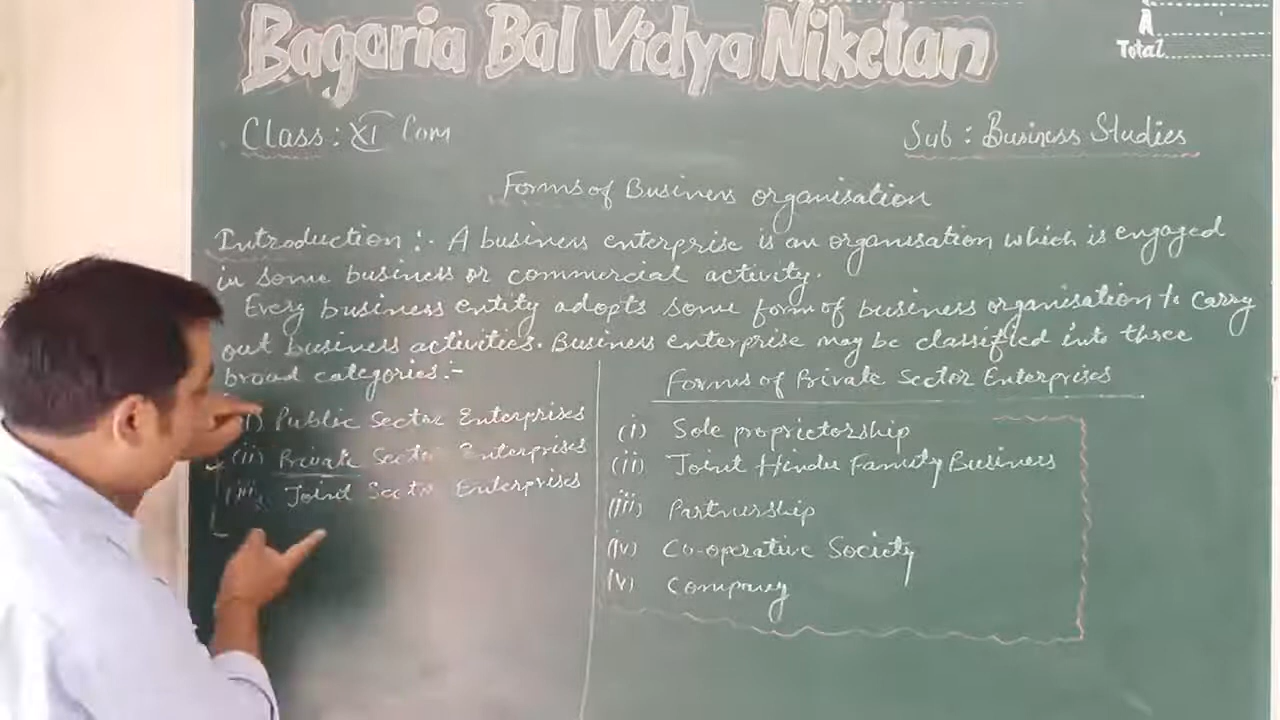 Bagaria Bal Vidya Niketan
A
Total
Class: XI Com
Sub: Business Studies
Forms of Business organisation
Introduction:- A business enterprise is an organisation which is engaged
in some business or commercial activity.
Every business entity adopts some form of business organisation to carry
out business activities. Business enterprise may be classified into three
broad categories:-
(i) Public Sector Enterprises
(ii) Private Sector Enterprises
(iii) Joint Sector Enterprises
Forms of Private Sector Enterprises
(i) Sole proprietorship
(ii) Joint Hindu Family Business
(iii) Partnership
(iv) Co-operative Society
(v) Company